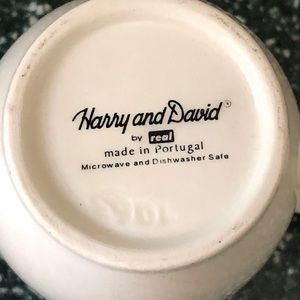 Harry and David®
by real
made in Portugal
Microwave and Dishwasher Safe